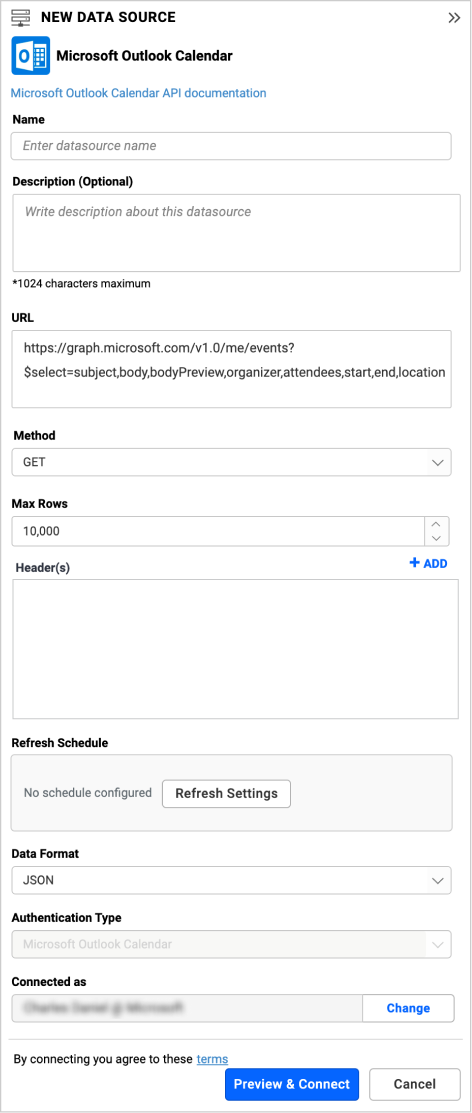 NEW DATA SOURCE
Microsoft Outlook Calendar
Microsoft Outlook Calendar API documentation
Name
Enter datasource name
Description (Optional)
Write description about this datasource
*1024 characters maximum
URL
https://graph.microsoft.com/v1.0/me/events?
$select=subject,body,bodyPreview,organizer,attendees,start,end,location
Method
GET
Max Rows
10,000
Header(s)
+ ADD
Refresh Schedule
No schedule configured
Refresh Settings
Data Format
JSON
Authentication Type
Microsoft Outlook Calendar
Connected as
Change
By connecting you agree to these terms
Preview & Connect
Cancel